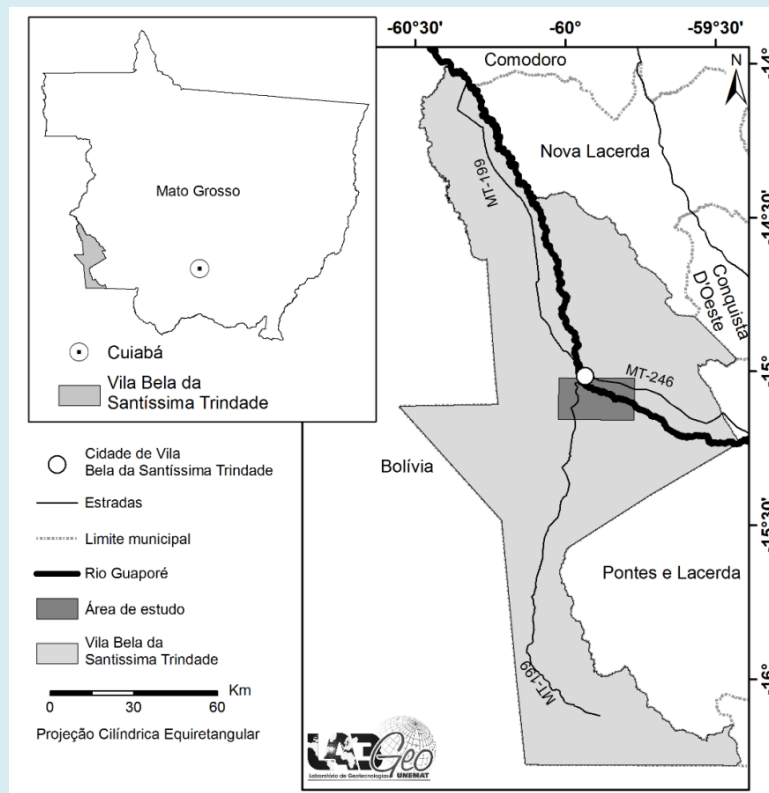 Mato Grosso
Cuiabá
Vila Bela da
Santíssima Trindade
Cidade de Vila
Bela da Santíssima Trindade
Estradas
Limite municipal
Rio Guaporé
Área de estudo
Vila Bela da
Santissima Trindade
Km
0 30 60
Projeção Cilíndrica Equiretangular
-60°30' -60° -59°30'
Comodoro
N
-14°
Nova Lacerda
MT-199
-14°30'
Conquista
D'Oeste
-15°
MT-246
Bolívia
-15°30'
Pontes e Lacerda
MT-199
-16°
LABGeo
Laboratório de Geotecnologias
UNEMAT